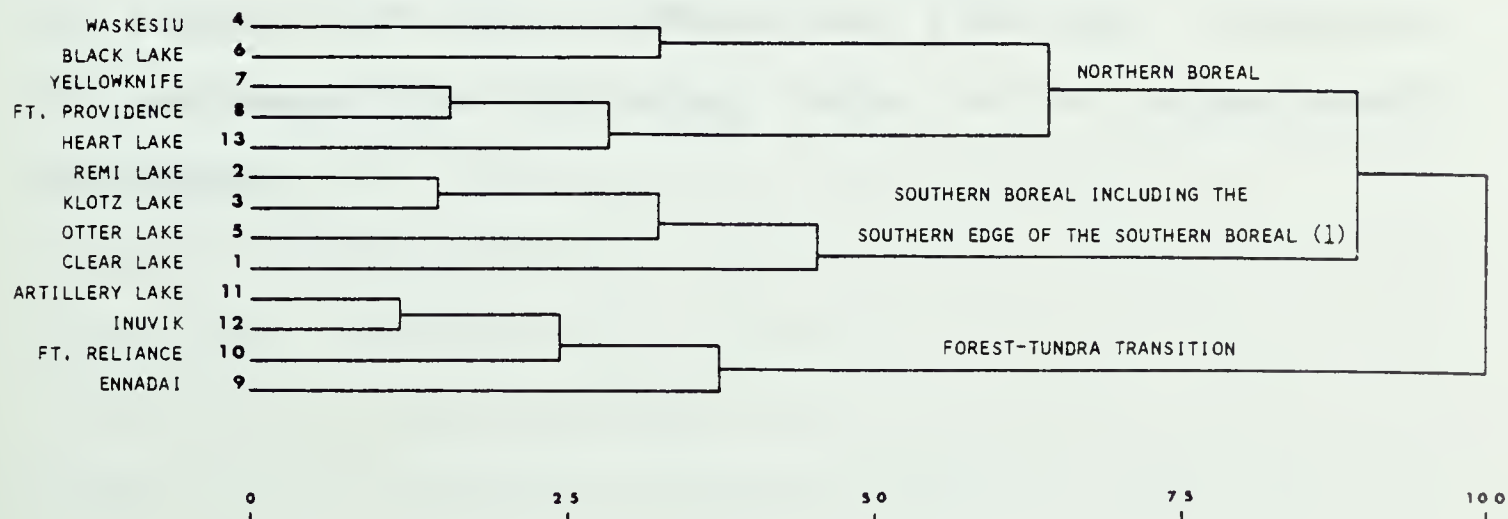 WASKESIU 4
BLACK LAKE 6
YELLOWKNIFE 7
FT. PROVIDENCE 8
HEART LAKE 13
REMI LAKE 2
KLOTZ LAKE 3
OTTER LAKE 5
CLEAR LAKE 1
ARTILLERY LAKE 11
INUVIK 12
FT. RELIANCE 10
ENNADAI 9
NORTHERN BOREAL
SOUTHERN BOREAL INCLUDING THE
SOUTHERN EDGE OF THE SOUTHERN BOREAL (1)
FOREST-TUNDRA TRANSITION
0 25 50 75 100